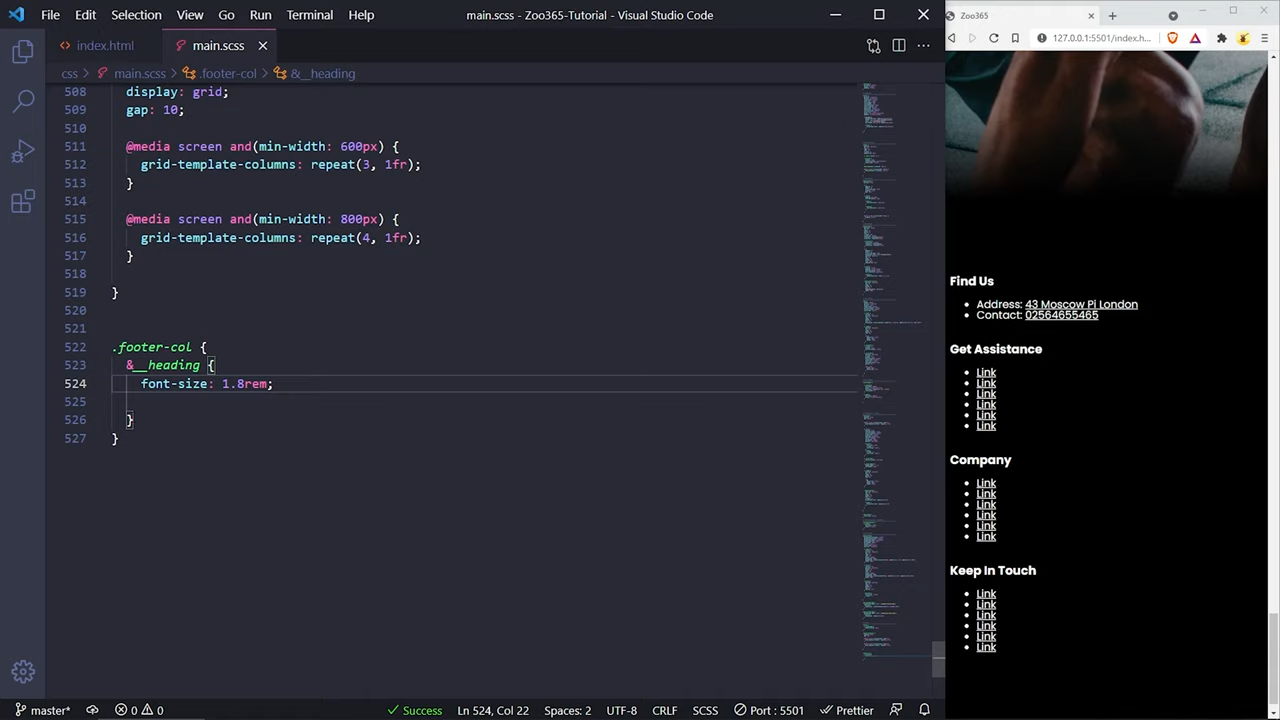 File Edit Selection View Go Run Terminal Help
main.scss - Zoo365 - Tutorial - Visual Studio Code
Zoo365
index.html
main.scss
127.0.0.1:5501/index.h...
css > main.scss > .footer-col > &__heading
508 display: grid;
509 gap: 10;
510
511 @media screen and(min-width: 500px) {
512 template-columns: repeat(3, 1fr)
513 }
514
515 @media screen and(min-width: 800px) {
516 template-columns: repeat(4, 1fr)
517 }
518
519 }
520
521
522 .footer-col {
523 &__heading {
524 font-size: 1.8rem;
525
526 }
527 }
Find Us
Address: 43 Moscow Pi London
Contact: 02564655465
Get Assistance
Link
Link
Link
Link
Link
Link
Company
Link
Link
Link
Link
Link
Link
Keep In Touch
Link
Link
Link
Link
Link
Link
master* 0 0 Success Ln 524, Col 22 Spaces: 2 UTF-8 CRLF SCSS Port : 5501 Prettier